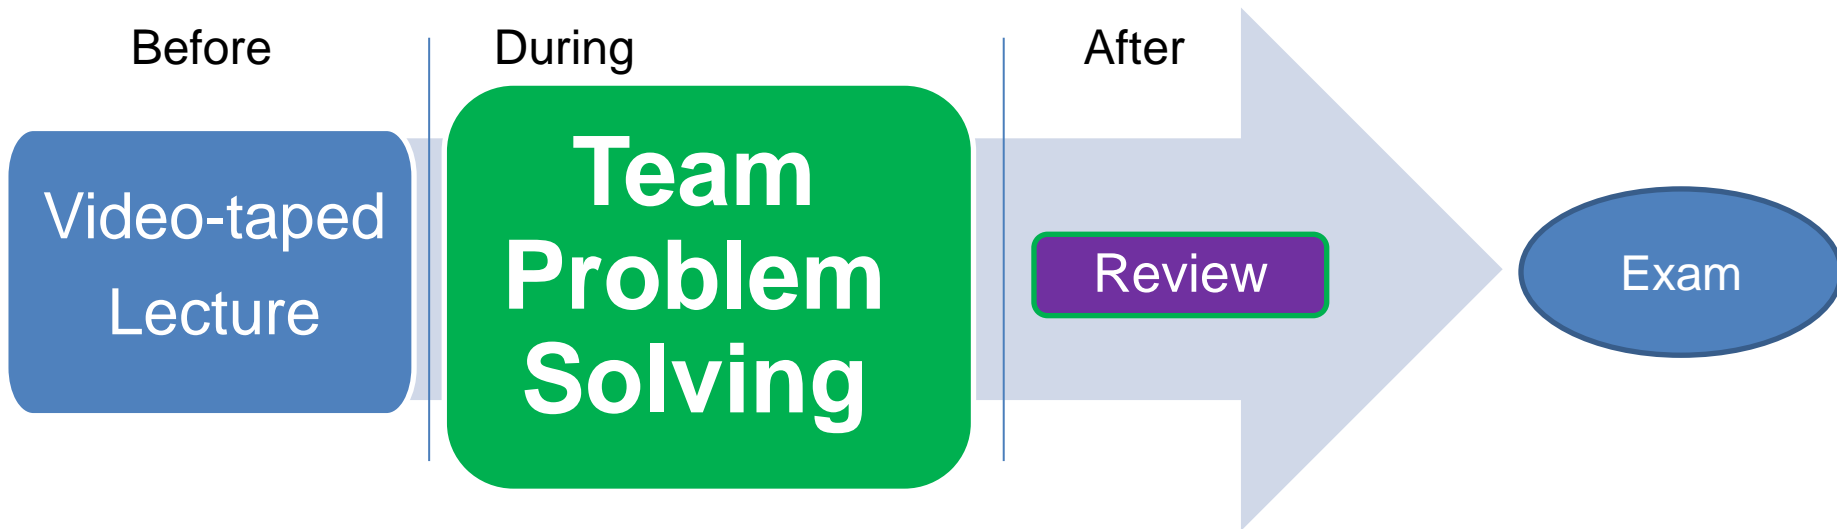 Before
During
After
Video-taped
Lecture
Team
Problem
Solving
Review
Exam